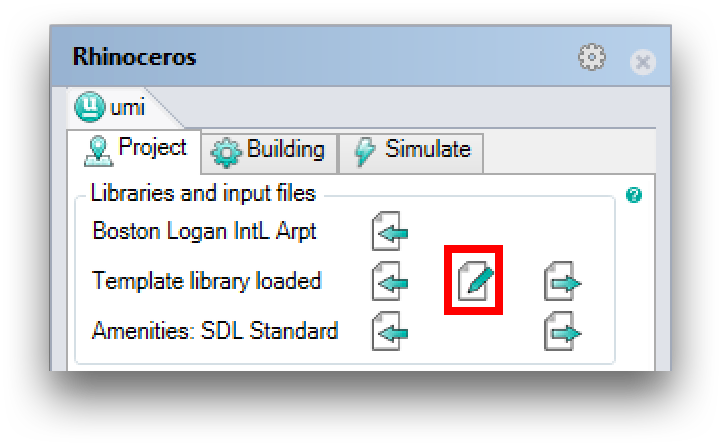 Rhinoceros
umi
Project Building Simulate
Libraries and input files
Boston Logan IntL Arpt
Template library loaded
Amenities: SDL Standard